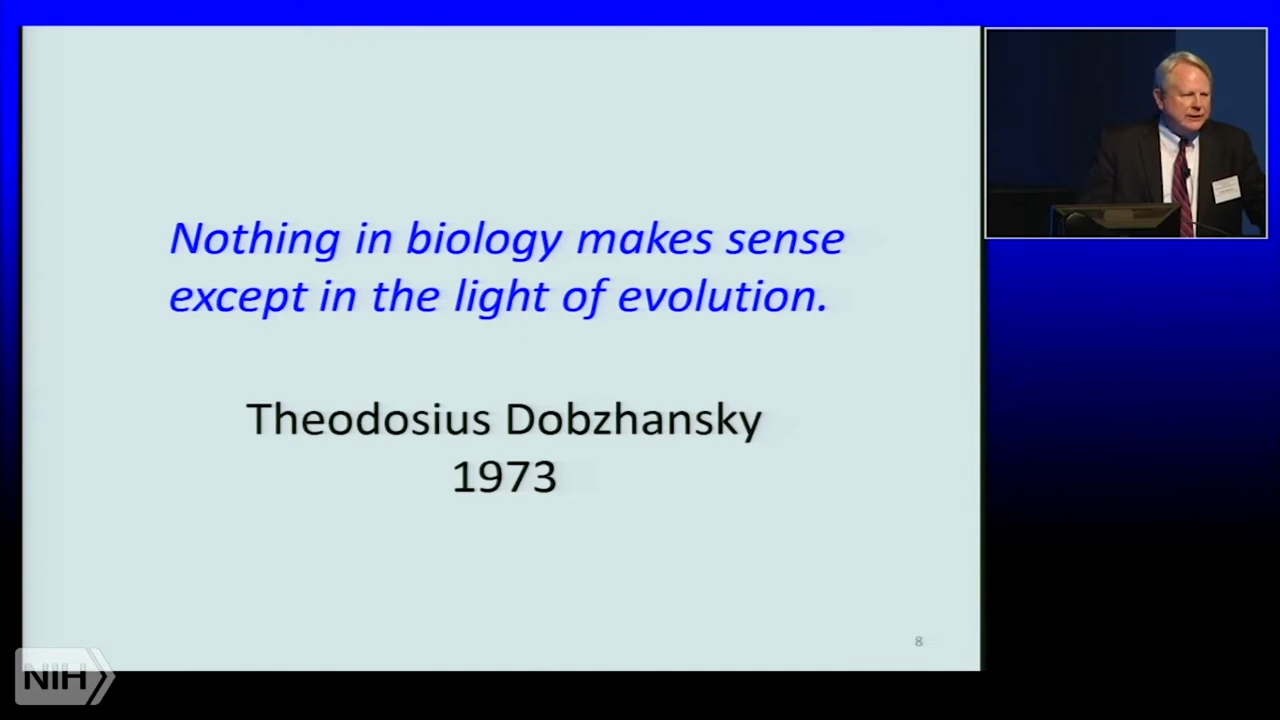 Nothing in biology makes sense
except in the light of evolution.
Theodosius Dobzhansky
1973
8
NIH